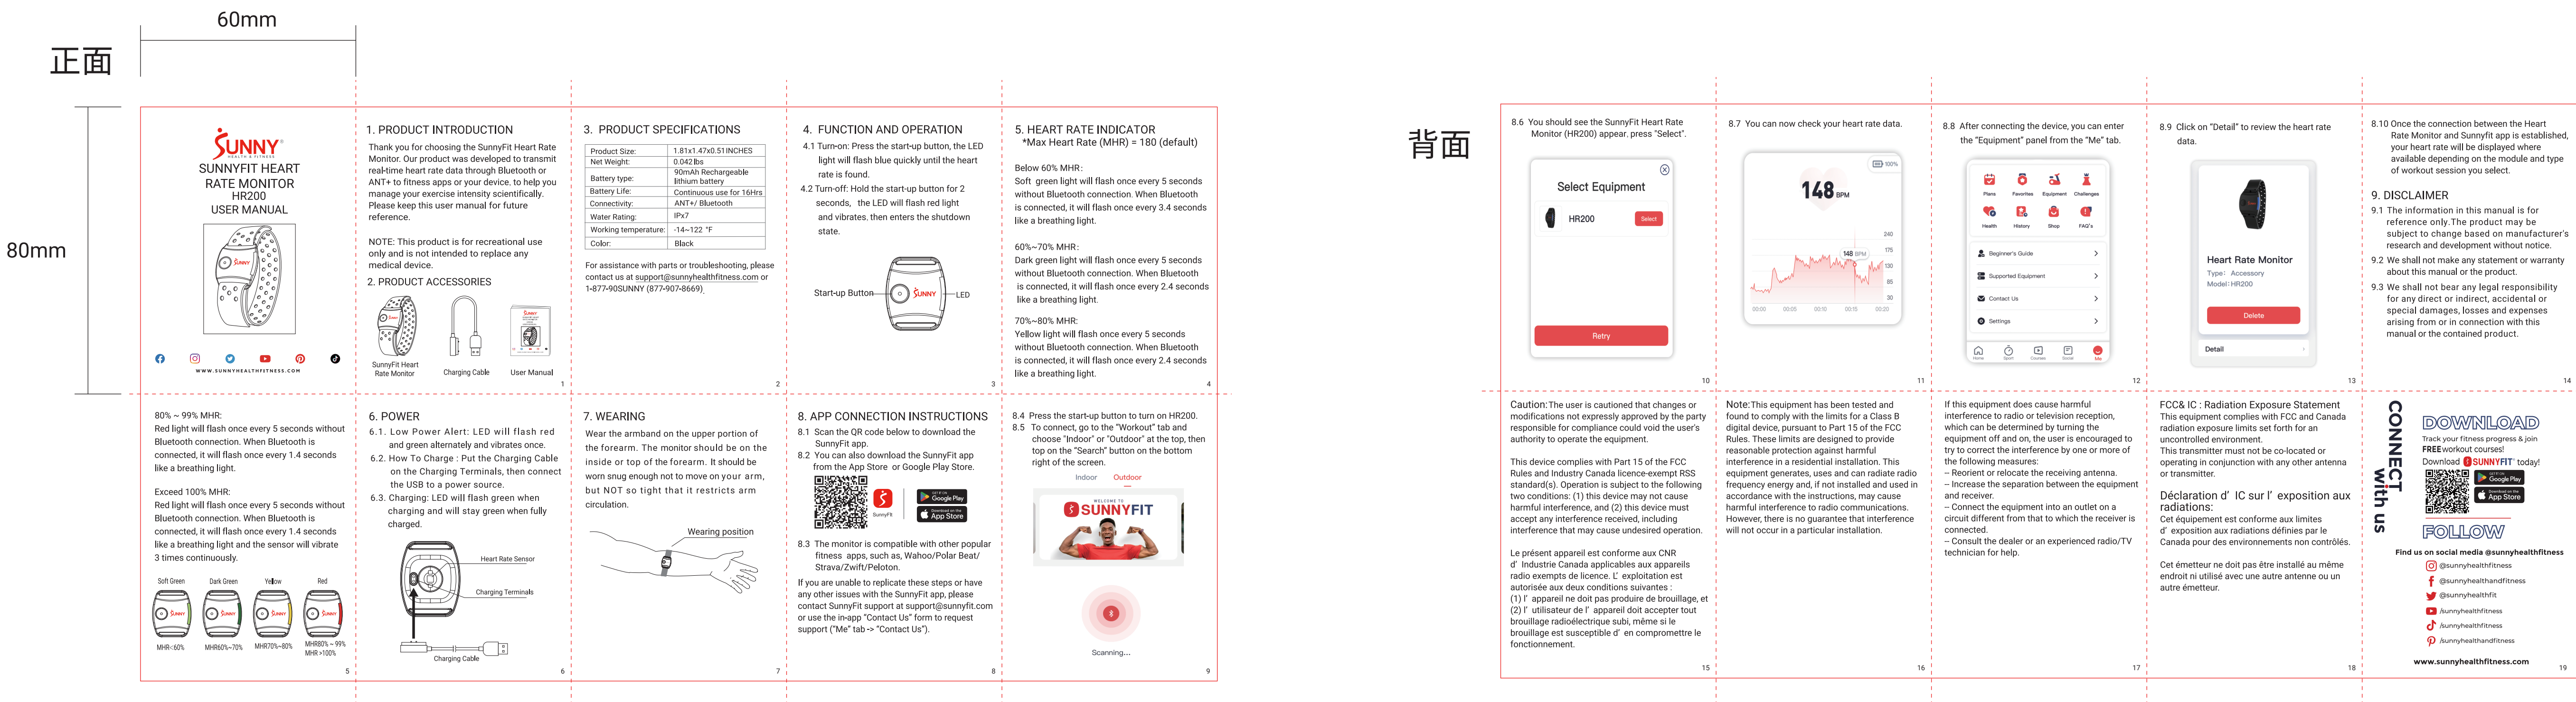 60mm
正面
80mm
SUNNY®
HEALTH & FITNESS
SUNNYFIT HEART
RATE MONITOR
HR200
USER MANUAL
SUNNY
WWW.SUNNYHEALTHFITNESS.COM
1. PRODUCT INTRODUCTION
Thank you for choosing the SunnyFit Heart Rate
Monitor. Our product was developed to transmit
real-time heart rate data through Bluetooth or
ANT+ to fitness apps or your device. to help you
manage your exercise intensity scientifically.
Please keep this user manual for future
reference.
NOTE: This product is for recreational use
only and is not intended to replace any
medical device.
2. PRODUCT ACCESSORIES
SunnyFit Heart
Rate Monitor
Charging Cable
User Manual
1
3. PRODUCT SPECIFICATIONS
Product Size: 1.81x1.47x0.51 INCHES
Net Weight: 0.042 lbs
Battery type: 90mAh Rechargeable
lithium battery
Battery Life: Continuous use for 16Hrs
Connectivity: ANT+/ Bluetooth
Water Rating: IPx7
Working temperature: -14~122 °F
Color: Black
For assistance with parts or troubleshooting, please
contact us at support@sunnyhealthfitness.com or
1-877-90SUNNY (877-907-8669)
2
4. FUNCTION AND OPERATION
4.1 Turn-on: Press the start-up button, the LED
light will flash blue quickly until the heart
rate is found.
4.2 Turn-off: Hold the start-up button for 2
seconds, the LED will flash red light
and vibrates. then enters the shutdown
state.
Start-up Button
SUNNY
LED
3
5. HEART RATE INDICATOR
*Max Heart Rate (MHR) = 180 (default)
Below 60% MHR:
Soft green light will flash once every 5 seconds
without Bluetooth connection. When Bluetooth
is connected, it will flash once every 3.4 seconds
like a breathing light.
60%~70% MHR:
Dark green light will flash once every 5 seconds
without Bluetooth connection. When Bluetooth
is connected, it will flash once every 2.4 seconds
like a breathing light.
70%~80% MHR:
Yellow light will flash once every 5 seconds
without Bluetooth connection. When Bluetooth
is connected, it will flash once every 2.4 seconds
like a breathing light.
4
80% ~ 99% MHR:
Red light will flash once every 5 seconds without
Bluetooth connection. When Bluetooth is
connected, it will flash once every 1.4 seconds
like a breathing light.
Exceed 100% MHR:
Red light will flash once every 5 seconds without
Bluetooth connection. When Bluetooth is
connected, it will flash once every 1.4 seconds
like a breathing light and the sensor will vibrate
3 times continuously.
Soft Green
Dark Green
Yellow
Red
SUNNY
SUNNY
SUNNY
SUNNY
MHR<60%
MHR60%~70%
MHR70%~80%
MHR80% ~ 99%
MHR >100%
5
6. POWER
6.1. Low Power Alert: LED will flash red
and green alternately and vibrates once.
6.2. How To Charge : Put the Charging Cable
on the Charging Terminals, then connect
the USB to a power source.
6.3. Charging: LED will flash green when
charging and will stay green when fully
charged.
Heart Rate Sensor
Charging Terminals
Charging Cable
6
7. WEARING
Wear the armband on the upper portion of
the forearm. The monitor should be on the
inside or top of the forearm. It should be
worn snug enough not to move on your arm,
but NOT so tight that it restricts arm
circulation.
Wearing position
7
8. APP CONNECTION INSTRUCTIONS
8.1 Scan the QR code below to download the
SunnyFit app.
8.2 You can also download the SunnyFit app
from the App Store or Google Play Store.
SunnyFit
GET IT ON
Google Play
Download on the
App Store
8.3 The monitor is compatible with other popular
fitness apps, such as, Wahoo/Polar Beat/
Strava/Zwift/Peloton.
If you are unable to replicate these steps or have
any other issues with the SunnyFit app, please
contact SunnyFit support at support@sunnyfit.com
or use the in-app “Contact Us” form to request
support (“Me” tab -> “Contact Us”).
8
8.4 Press the start-up button to turn on HR200.
8.5 To connect, go to the “Workout” tab and
choose "Indoor" or "Outdoor" at the top, then
top on the “Search” button on the bottom
right of the screen.
Indoor
Outdoor
WELCOME TO
SUNNYFIT
Scanning...
9
背面
8.6 You should see the SunnyFit Heart Rate
Monitor (HR200) appear. press "Select".
Select Equipment
HR200
Select
Retry
10
8.7 You can now check your heart rate data.
100%
148 BPM
240
175
148 BPM
130
85
30
00:00 00:05 00:10 00:15 00:20
11
8.8 After connecting the device, you can enter
the “Equipment” panel from the “Me” tab.
Plans Favorites Equipment Challenges
Health History Shop FAQ's
Beginner's Guide
Supported Equipment
Contact Us
Settings
Home Sport Courses Social Me
12
8.9 Click on “Detail” to review the heart rate
data.
Heart Rate Monitor
Type: Accessory
Model: HR200
Delete
Detail
13
8.10 Once the connection between the Heart
Rate Monitor and Sunnyfit app is established,
your heart rate will be displayed where
available depending on the module and type
of workout session you select.
9. DISCLAIMER
9.1 The information in this manual is for
reference only.The product may be
subject to change based on manufacturer's
research and development without notice.
9.2 We shall not make any statement or warranty
about this manual or the product.
9.3 We shall not bear any legal responsibility
for any direct or indirect, accidental or
special damages, losses and expenses
arising from or in connection with this
manual or the contained product.
14
Caution:The user is cautioned that changes or
modifications not expressly approved by the party
responsible for compliance could void the user's
authority to operate the equipment.
This device complies with Part 15 of the FCC
Rules and Industry Canada licence-exempt RSS
standard(s). Operation is subject to the following
two conditions: (1) this device may not cause
harmful interference, and (2) this device must
accept any interference received, including
interference that may cause undesired operation.
Le présent appareil est conforme aux CNR
d’ Industrie Canada applicables aux appareils
radio exempts de licence. L’ exploitation est
autorisée aux deux conditions suivantes :
(1) l’ appareil ne doit pas produire de brouillage, et
(2) l’ utilisateur de l’ appareil doit accepter tout
brouillage radioélectrique subi, même si le
brouillage est susceptible d’ en compromettre le
fonctionnement.
15
Note:This equipment has been tested and
found to comply with the limits for a Class B
digital device, pursuant to Part 15 of the FCC
Rules. These limits are designed to provide
reasonable protection against harmful
interference in a residential installation. This
equipment generates, uses and can radiate radio
frequency energy and, if not installed and used in
accordance with the instructions, may cause
harmful interference to radio communications.
However, there is no guarantee that interference
will not occur in a particular installation.
16
If this equipment does cause harmful
interference to radio or television reception,
which can be determined by turning the
equipment off and on, the user is encouraged to
try to correct the interference by one or more of
the following measures:
-- Reorient or relocate the receiving antenna.
-- Increase the separation between the equipment
and receiver.
-- Connect the equipment into an outlet on a
circuit different from that to which the receiver is
connected.
-- Consult the dealer or an experienced radio/TV
technician for help.
17
FCC& IC : Radiation Exposure Statement
This equipment complies with FCC and Canada
radiation exposure limits set forth for an
uncontrolled environment.
This transmitter must not be co-located or
operating in conjunction with any other antenna
or transmitter.
Déclaration d’ IC sur l’ exposition aux
radiations:
Cet équipement est conforme aux limites
d’ exposition aux radiations définies par le
Canada pour des environnements non contrôlés.
Cet émetteur ne doit pas être installé au même
endroit ni utilisé avec une autre antenne ou un
autre émetteur.
18
CONNECT
with us
DOWNLOAD
Track your fitness progress & join
FREE workout courses!
Download SUNNYFIT® today!
GET IT ON
Google Play
Download on the
App Store
FOLLOW
Find us on social media @sunnyhealthfitness
@sunnyhealthfitness
@sunnyhealthandfitness
@sunnyhealthfit
/sunnyhealthfitness
/sunnyhealthfitness
/sunnyhealthandfitness
www.sunnyhealthfitness.com
19